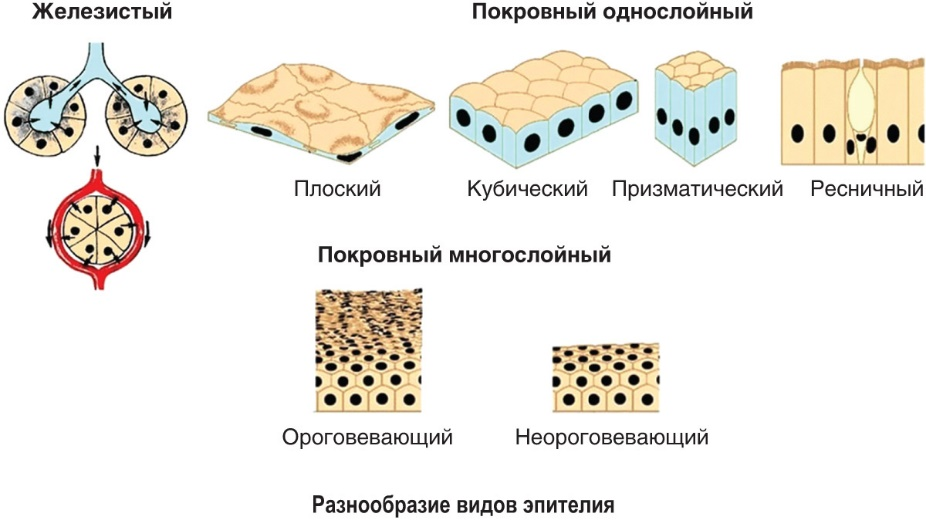 Железистый
Покровный однослойный
Плоский
Кубический
Призматический
Ресничный
Покровный многослойный
Ороговевающий
Неороговевающий
Разнообразие видов эпителия